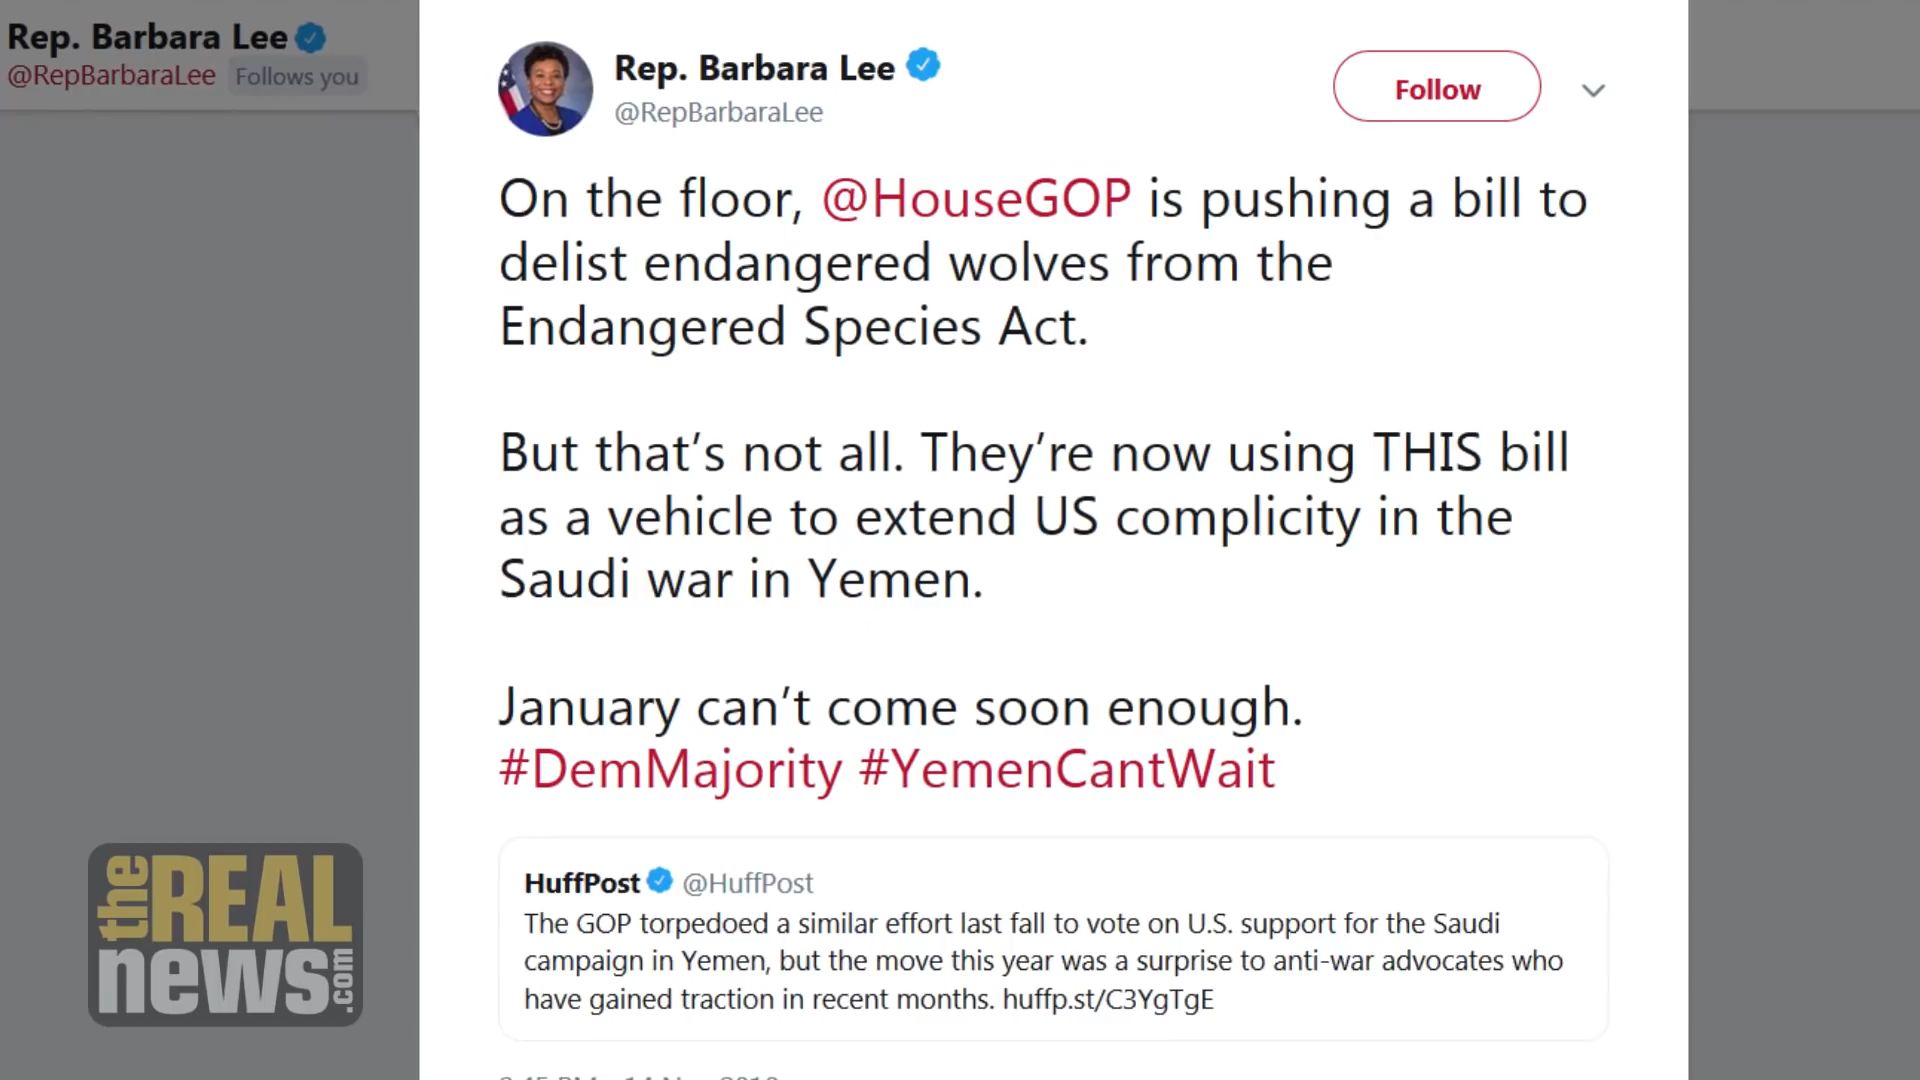 Rep. Barbara Lee
@RepBarbaraLee Follows you
Rep. Barbara Lee
@RepBarbaraLee
Follow
On the floor, @HouseGOP is pushing a bill to
delist endangered wolves from the
Endangered Species Act.
But that’s not all. They’re now using THIS bill
as a vehicle to extend US complicity in the
Saudi war in Yemen.
January can’t come soon enough.
#DemMajority #YemenCantWait
HuffPost @HuffPost
The GOP torpedoed a similar effort last fall to vote on U.S. support for the Saudi
campaign in Yemen, but the move this year was a surprise to anti-war advocates who
have gained traction in recent months. huffp.st/C3YgTgE
the REAL
news.com